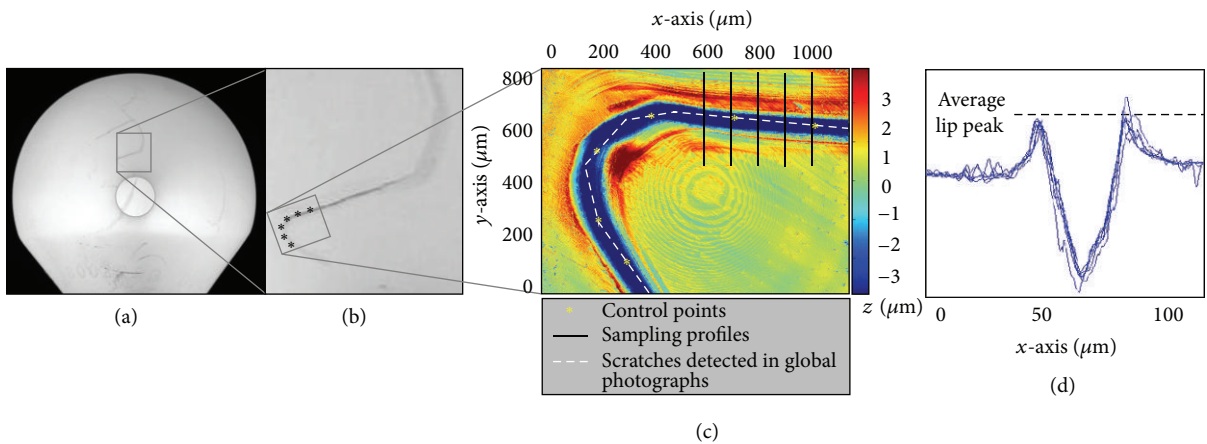 x-axis (μm)
0 200 400 600 800 1000
800
600
400
200
0
y-axis (μm)
3
2
1
0
−1
−2
−3
z (μm)
Average
lip peak
0 50 100
x-axis (μm)
Control points
Sampling profiles
Scratches detected in global
photographs
(a)
(b)
(c)
(d)